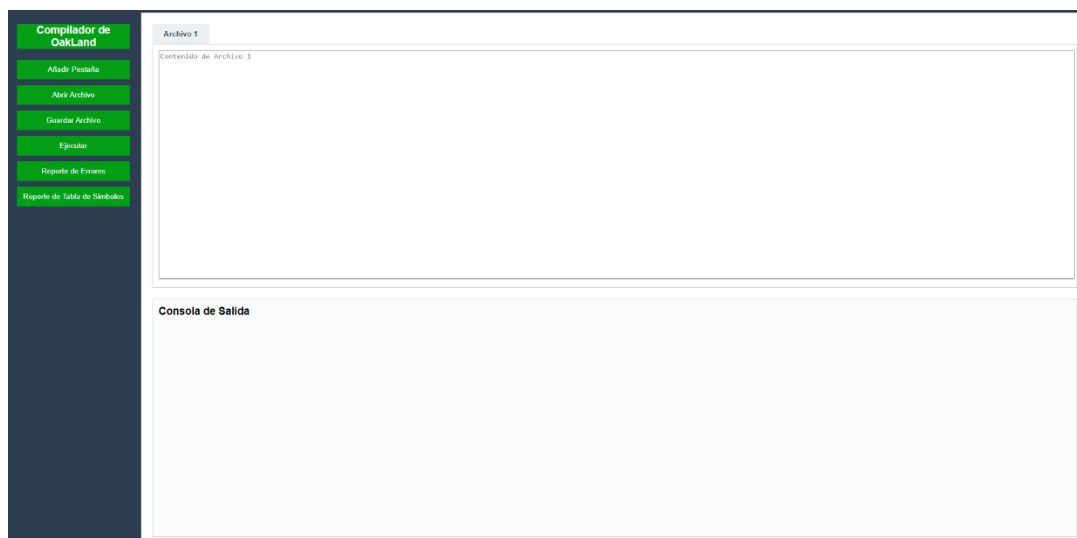 Compilador de
OakLand
Añadir Pestaña
Abrir Archivo
Guardar Archivo
Ejecutar
Reporte de Errores
Reporte de Tabla de Simbolos
Archivo 1
Contenido de Archivo 1
Consola de Salida